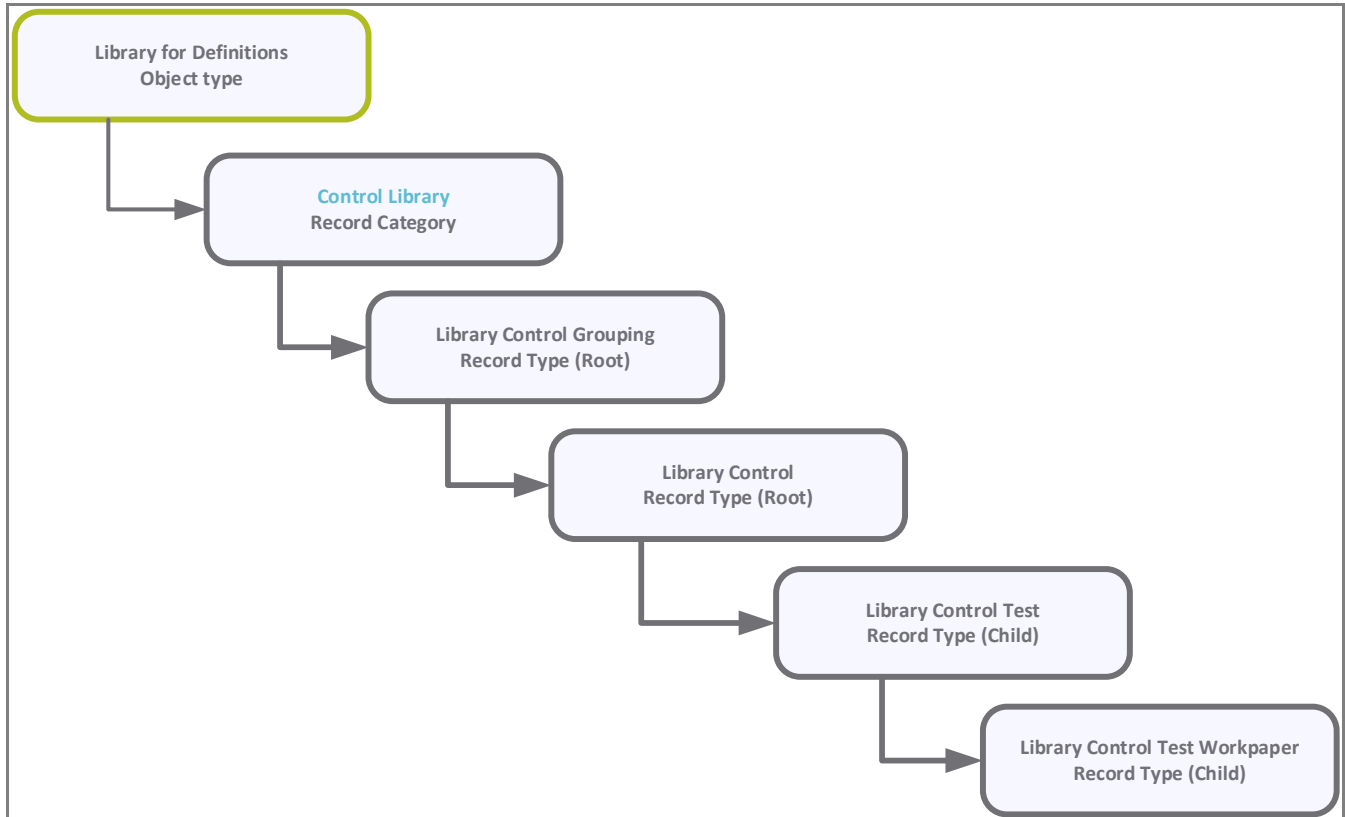 Library for Definitions
Object type
Control Library
Record Category
Library Control Grouping
Record Type (Root)
Library Control
Record Type (Root)
Library Control Test
Record Type (Child)
Library Control Test Workpaper
Record Type (Child)